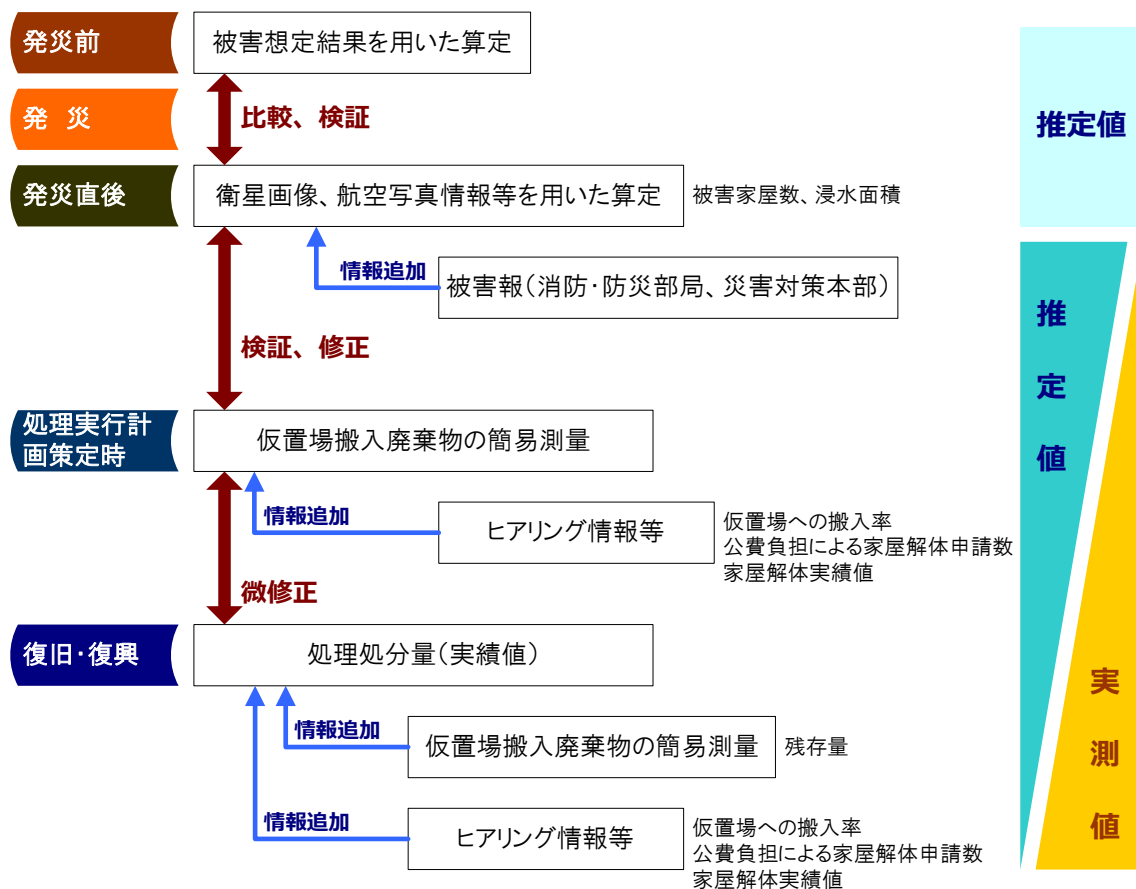 発災前
被害想定結果を用いた算定
発 災
比較、検証
推定値
発災直後
衛星画像、航空写真情報等を用いた算定
被害家屋数、浸水面積
情報追加
被害報(消防・防災部局、災害対策本部)
検証、修正
推定値
処理実行計
画策定時
仮置場搬入廃棄物の簡易測量
情報追加
ヒアリング情報等
仮置場への搬入率
公費負担による家屋解体申請数
家屋解体実績値
微修正
復旧・復興
処理処分量(実績値)
実測値
情報追加
仮置場搬入廃棄物の簡易測量
残存量
情報追加
ヒアリング情報等
仮置場への搬入率
公費負担による家屋解体申請数
家屋解体実績値